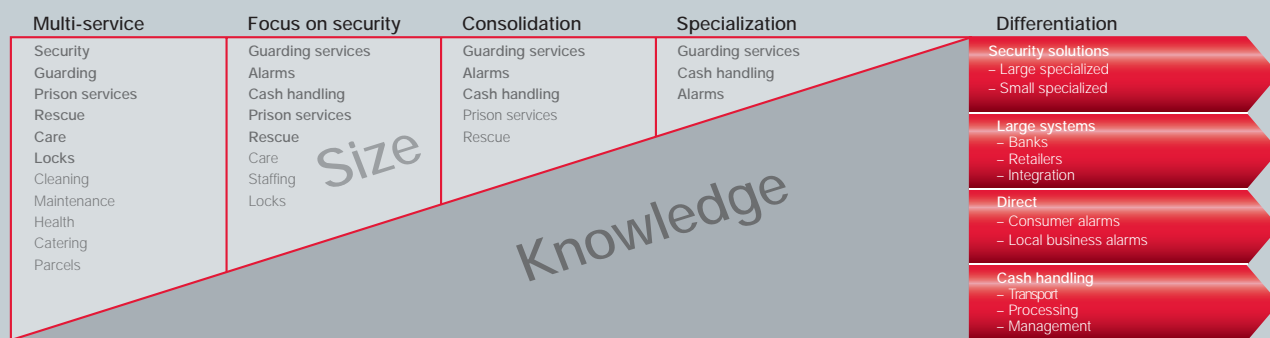 Multi-service
Security
Guarding
Prison services
Rescue
Care
Locks
Cleaning
Maintenance
Health
Catering
Parcels
Focus on security
Guarding services
Alarms
Cash handling
Prison services
Rescue
Care
Staffing
Locks
Consolidation
Guarding services
Alarms
Cash handling
Prison services
Rescue
Specialization
Guarding services
Cash handling
Alarms
Size
Knowledge
Differentiation
Security solutions
– Large specialized
– Small specialized
Large systems
– Banks
– Retailers
– Integration
Direct
– Consumer alarms
– Local business alarms
Cash handling
– Transport
– Processing
– Management